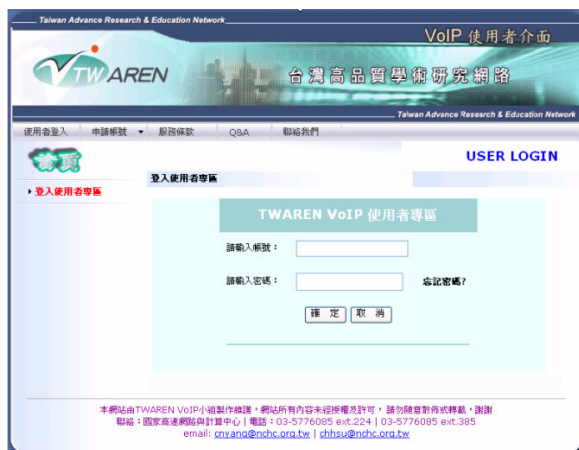 Taiwan Advance Research & Education Network
VoIP 使用者介面
TWAREN
台灣高品質學術研究網路
Taiwan Advance Research & Education Network
使用者登入 申請帳號 服務條款 Q&A 聯絡我們
首頁
USER LOGIN
登入使用者專區
登入使用者專區
TWAREN VoIP 使用者專區
請輸入帳號：
請輸入密碼： 忘記密碼?
確 定 取 消
本網站由TWAREN VoIP小組製作維護，網站所有內容未經授權及許可，請勿隨意散佈或轉載，謝謝
聯絡：國家高速網路與計算中心 | 電話：03-5776085 ext.224 | 03-5776085 ext.385
email: cnyang@nchc.org.tw | chhsu@nchc.org.tw